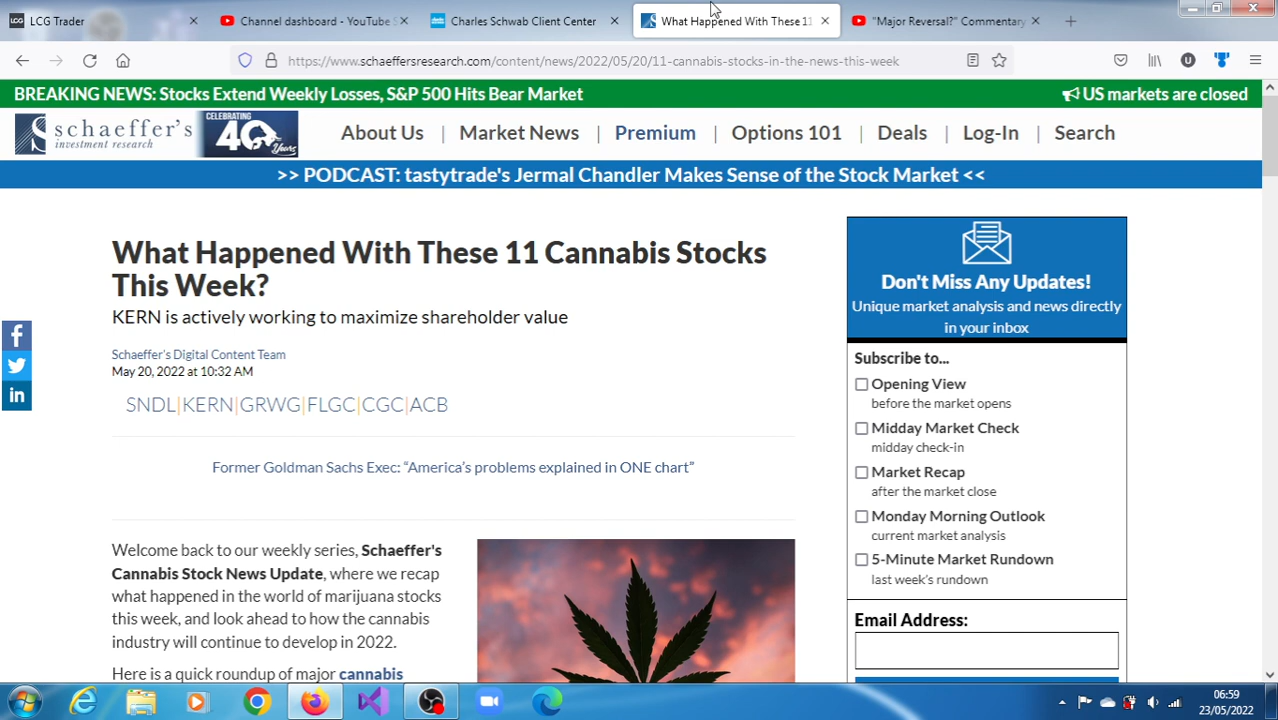 LCG LCG Trader
Channel dashboard - YouTube S
Charles Schwab Client Center
What Happened With These 11
"Major Reversal?" Commentary
https://www.schaeffersresearch.com/content/news/2022/05/20/11-cannabis-stocks-in-the-news-this-week
BREAKING NEWS: Stocks Extend Weekly Losses, S&P 500 Hits Bear Market
US markets are closed
schaeffer's
investment research
CELEBRATING
40
Years
About Us | Market News | Premium | Options 101 | Deals | Log-In | Search
>> PODCAST: tastytrade's Jermal Chandler Makes Sense of the Stock Market <<
What Happened With These 11 Cannabis Stocks
This Week?
KERN is actively working to maximize shareholder value
Schaeffer's Digital Content Team
May 20, 2022 at 10:32 AM
SNDL|KERN|GRWG|FLGC|CGC|ACB
Former Goldman Sachs Exec: “America’s problems explained in ONE chart”
Welcome back to our weekly series, Schaeffer's
Cannabis Stock News Update, where we recap
what happened in the world of marijuana stocks
this week, and look ahead to how the cannabis
industry will continue to develop in 2022.
Here is a quick roundup of major cannabis
Don't Miss Any Updates!
Unique market analysis and news directly
in your inbox
Subscribe to...
Opening View
before the market opens
Midday Market Check
midday check-in
Market Recap
after the market close
Monday Morning Outlook
current market analysis
5-Minute Market Rundown
last week's rundown
Email Address:
06:59
23/05/2022